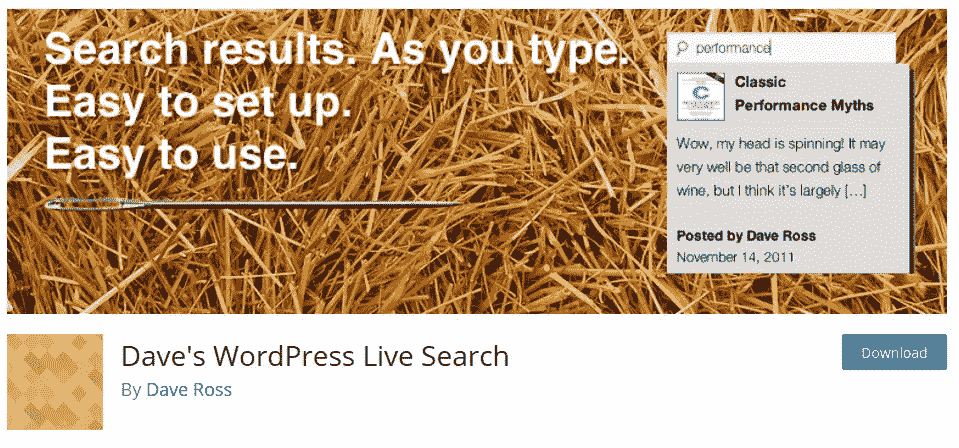 Search results. As you type.
Easy to set up.
Easy to use.
performance
Classic
Performance Myths
Wow, my head is spinning! It may
very well be that second glass of
wine, but I think it's largely […]
Posted by Dave Ross
November 14, 2011
Dave's WordPress Live Search
By Dave Ross
Download